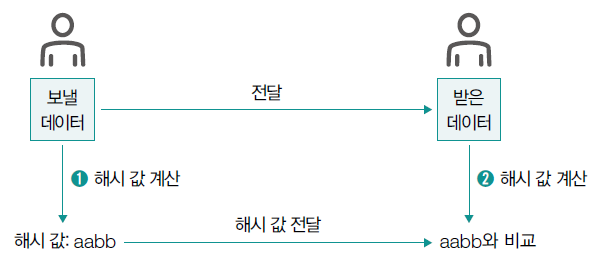 보낼
데이터
전달
받은
데이터
❶ 해시 값 계산
❷ 해시 값 계산
해시 값: aabb
해시 값 전달
aabb와 비교